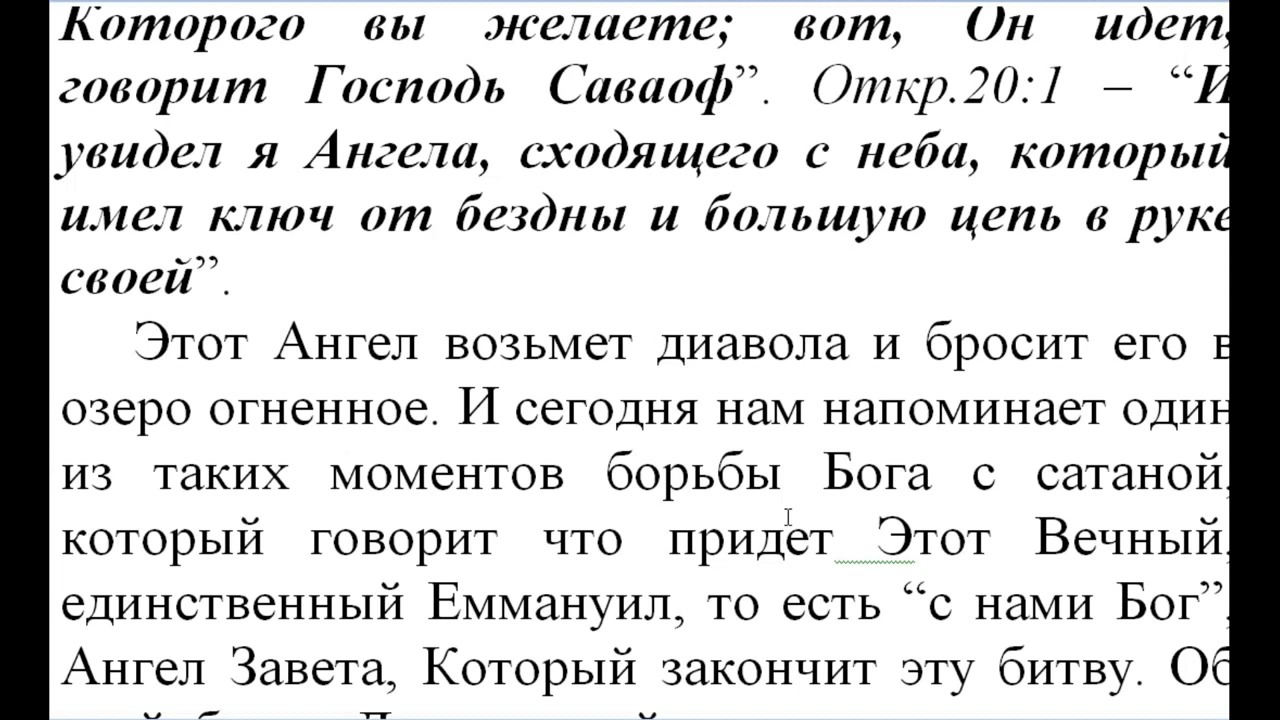 Которого вы желаете; вот, Он идет,
говорит Господь Саваоф”. Откр.20:1 – “И
увидел я Ангела, сходящего с неба, который
имел ключ от бездны и большую цепь в руке
своей”.
Этот Ангел возьмет диавола и бросит его в
озеро огненное. И сегодня нам напоминает один
из таких моментов борьбы Бога с сатаной,
который говорит что придет Этот Вечный,
единственный Еммануил, то есть “с нами Бог”,
Ангел Завета, Который закончит эту битву. Об